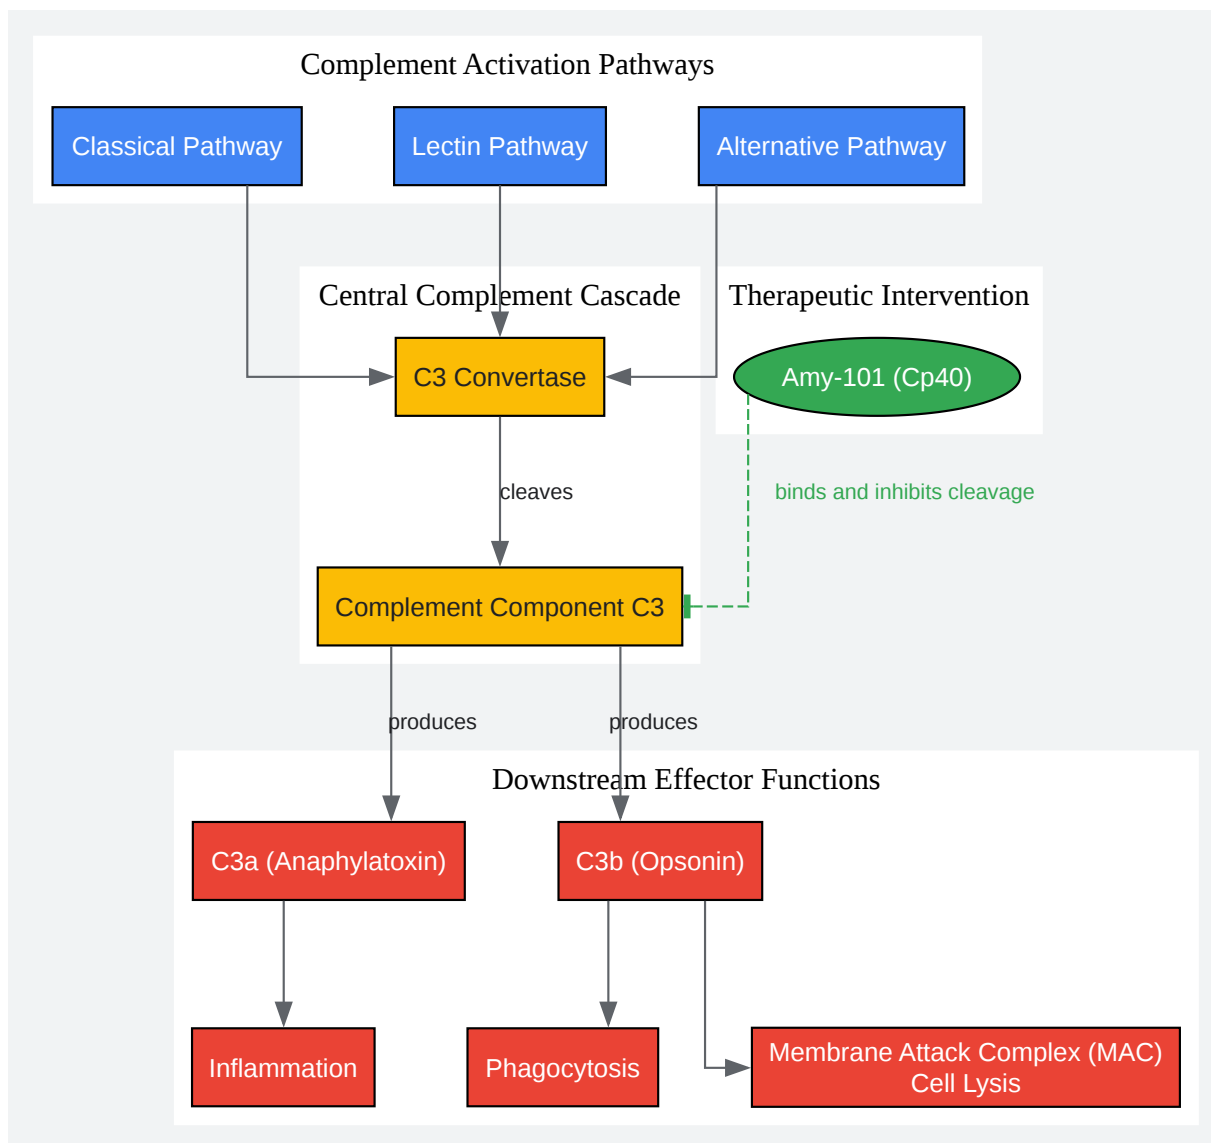 Complement Activation Pathways
Classical Pathway
Lectin Pathway
Alternative Pathway
Central Complement Cascade
Therapeutic Intervention
C3 Convertase
Amy-101 (Cp40)
cleaves
binds and inhibits cleavage
Complement Component C3
produces
produces
Downstream Effector Functions
C3a (Anaphylatoxin)
C3b (Opsonin)
Inflammation
Phagocytosis
Membrane Attack Complex (MAC)
Cell Lysis